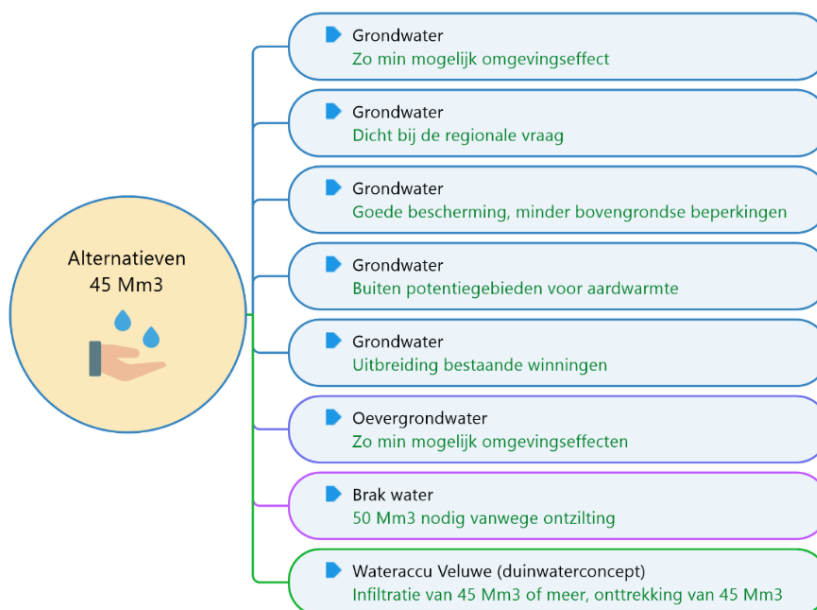 Alternatieven
45 Mm3
Grondwater
Zo min mogelijk omgevingseffect
Grondwater
Dicht bij de regionale vraag
Grondwater
Goede bescherming, minder bovengrondse beperkingen
Grondwater
Buiten potentiegebieden voor aardwarmte
Grondwater
Uitbreiding bestaande winningen
Oevergrondwater
Zo min mogelijk omgevingseffecten
Brak water
50 Mm3 nodig vanwege ontzilting
Wateraccu Veluwe (duinwaterconcept)
Infiltratie van 45 Mm3 of meer, onttrekking van 45 Mm3